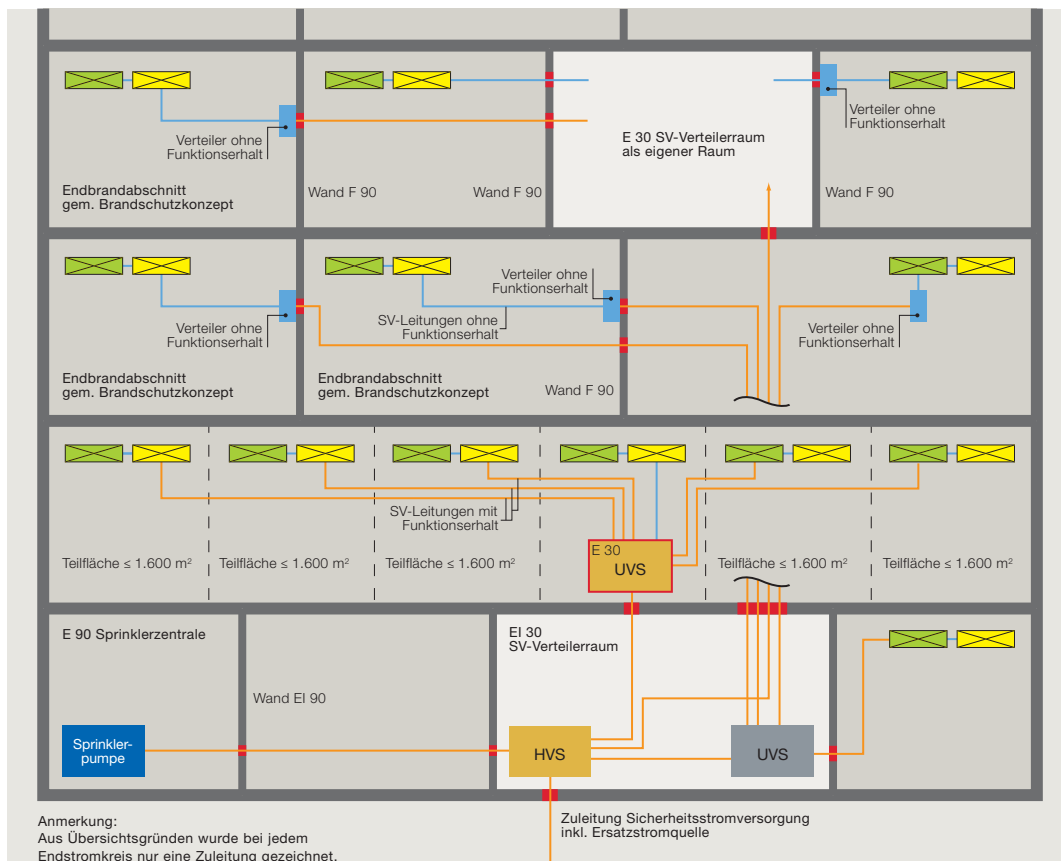 Verteiler ohne
Funktionserhalt
E 30 SV-Verteilerraum
als eigener Raum
Verteiler ohne
Funktionserhalt
Endbrandabschnitt
gem. Brandschutzkonzept
Wand F 90
Wand F 90
Wand F 90
Verteiler ohne
Funktionserhalt
SV-Leitungen ohne
Funktionserhalt
Verteiler ohne
Funktionserhalt
Verteiler ohne
Funktionserhalt
Endbrandabschnitt
gem. Brandschutzkonzept
Endbrandabschnitt
gem. Brandschutzkonzept
Wand F 90
SV-Leitungen mit
Funktionserhalt
E 30
UVS
Teilfläche ≤ 1.600 m²
Teilfläche ≤ 1.600 m²
Teilfläche ≤ 1.600 m²
Teilfläche ≤ 1.600 m²
Teilfläche ≤ 1.600 m²
E 90 Sprinklerzentrale
EI 30
SV-Verteilerraum
Wand EI 90
Sprinkler-
pumpe
HVS
UVS
Anmerkung:
Aus Übersichtsgründen wurde bei jedem
Endstromkreis nur eine Zuleitung gezeichnet.
Zuleitung Sicherheitsstromversorgung
inkl. Ersatzstromquelle